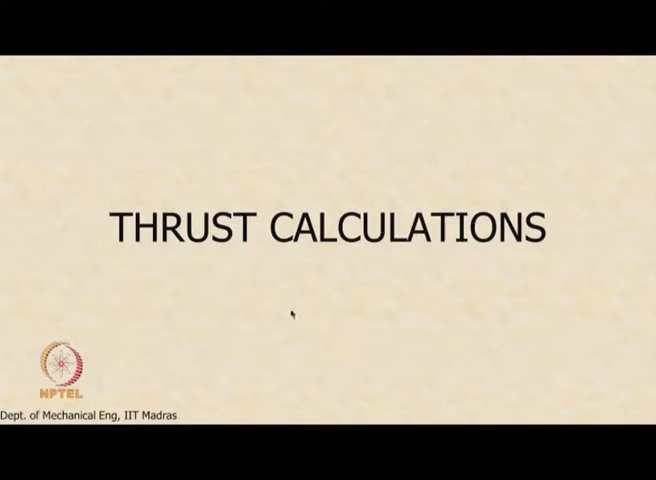 THRUST CALCULATIONS
NPTEL
Dept. of Mechanical Eng, IIT Madras